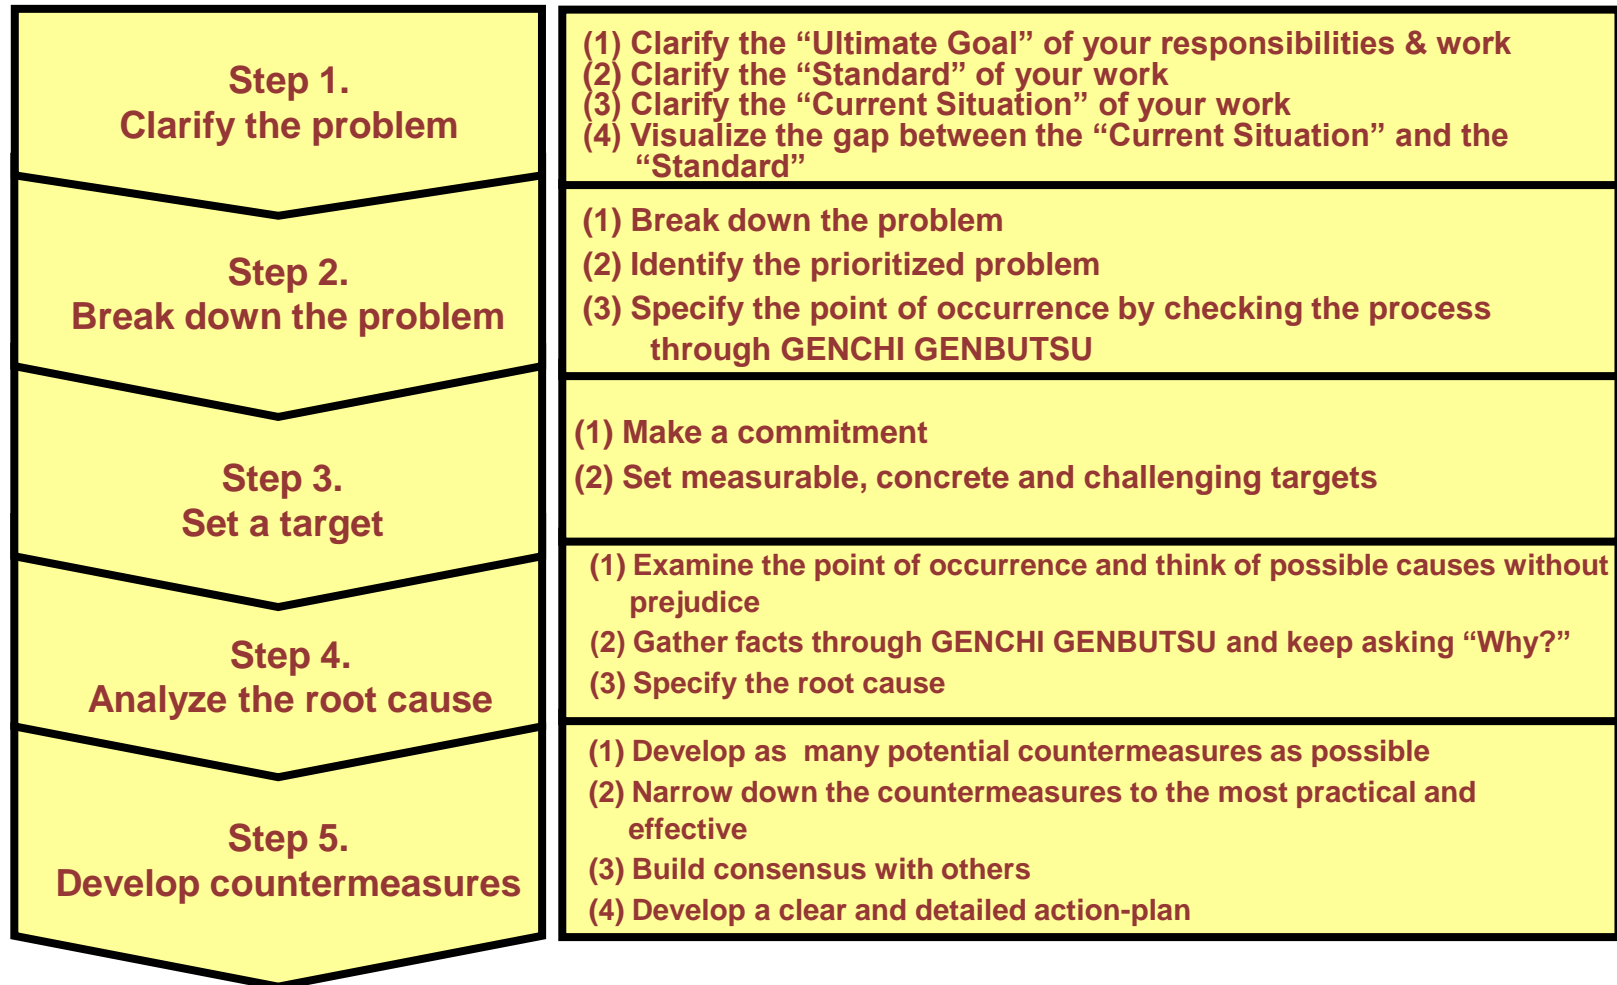 Step 1.
Clarify the problem
(1) Clarify the “Ultimate Goal” of your responsibilities & work
(2) Clarify the “Standard” of your work
(3) Clarify the “Current Situation” of your work
(4) Visualize the gap between the “Current Situation” and the
“Standard”
Step 2.
Break down the problem
(1) Break down the problem
(2) Identify the prioritized problem
(3) Specify the point of occurrence by checking the process
through GENCHI GENBUTSU
Step 3.
Set a target
(1) Make a commitment
(2) Set measurable, concrete and challenging targets
Step 4.
Analyze the root cause
(1) Examine the point of occurrence and think of possible causes without
prejudice
(2) Gather facts through GENCHI GENBUTSU and keep asking “Why?”
(3) Specify the root cause
Step 5.
Develop countermeasures
(1) Develop as  many potential countermeasures as possible
(2) Narrow down the countermeasures to the most practical and
effective
(3) Build consensus with others
(4) Develop a clear and detailed action-plan